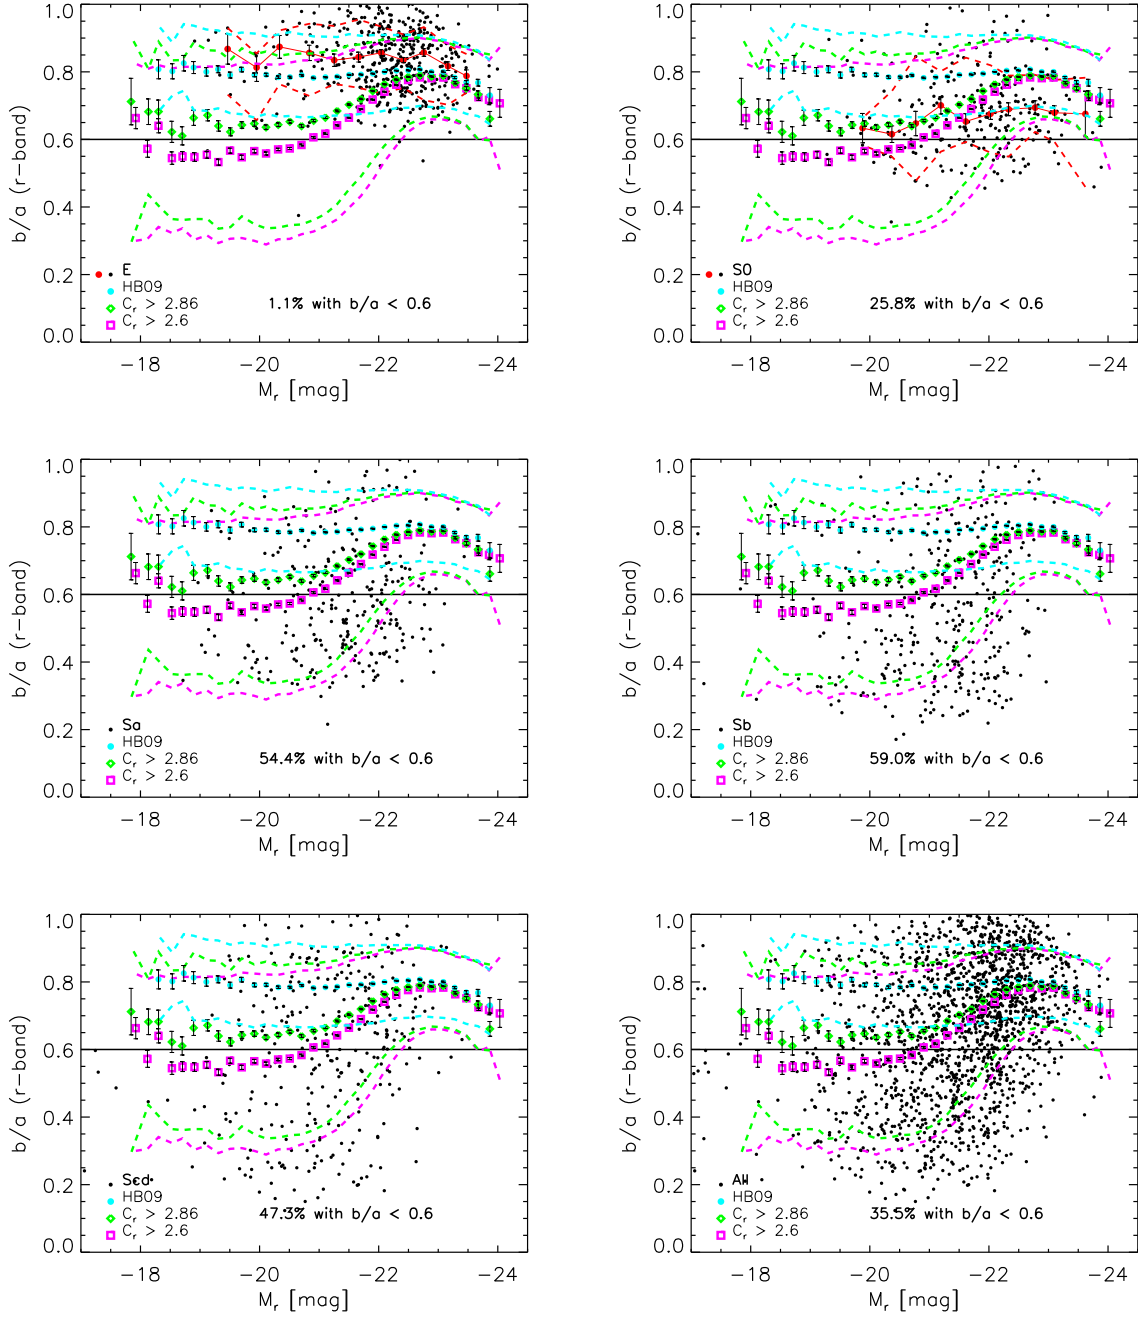 1.0
0.8
0.6
0.4
0.2
0.0
b/a (r−band)
E
HB09
C_r > 2.86
C_r > 2.6
1.1% with b/a < 0.6
−18 −20 −22 −24
M_r [mag]
1.0
0.8
0.6
0.4
0.2
0.0
b/a (r−band)
S0
HB09
C_r > 2.86
C_r > 2.6
25.8% with b/a < 0.6
−18 −20 −22 −24
M_r [mag]
1.0
0.8
0.6
0.4
0.2
0.0
b/a (r−band)
Sa
HB09
C_r > 2.86
C_r > 2.6
54.4% with b/a < 0.6
−18 −20 −22 −24
M_r [mag]
1.0
0.8
0.6
0.4
0.2
0.0
b/a (r−band)
Sb
HB09
C_r > 2.86
C_r > 2.6
59.0% with b/a < 0.6
−18 −20 −22 −24
M_r [mag]
1.0
0.8
0.6
0.4
0.2
0.0
b/a (r−band)
Scd
HB09
C_r > 2.86
C_r > 2.6
47.3% with b/a < 0.6
−18 −20 −22 −24
M_r [mag]
1.0
0.8
0.6
0.4
0.2
0.0
b/a (r−band)
All
HB09
C_r > 2.86
C_r > 2.6
35.5% with b/a < 0.6
−18 −20 −22 −24
M_r [mag]